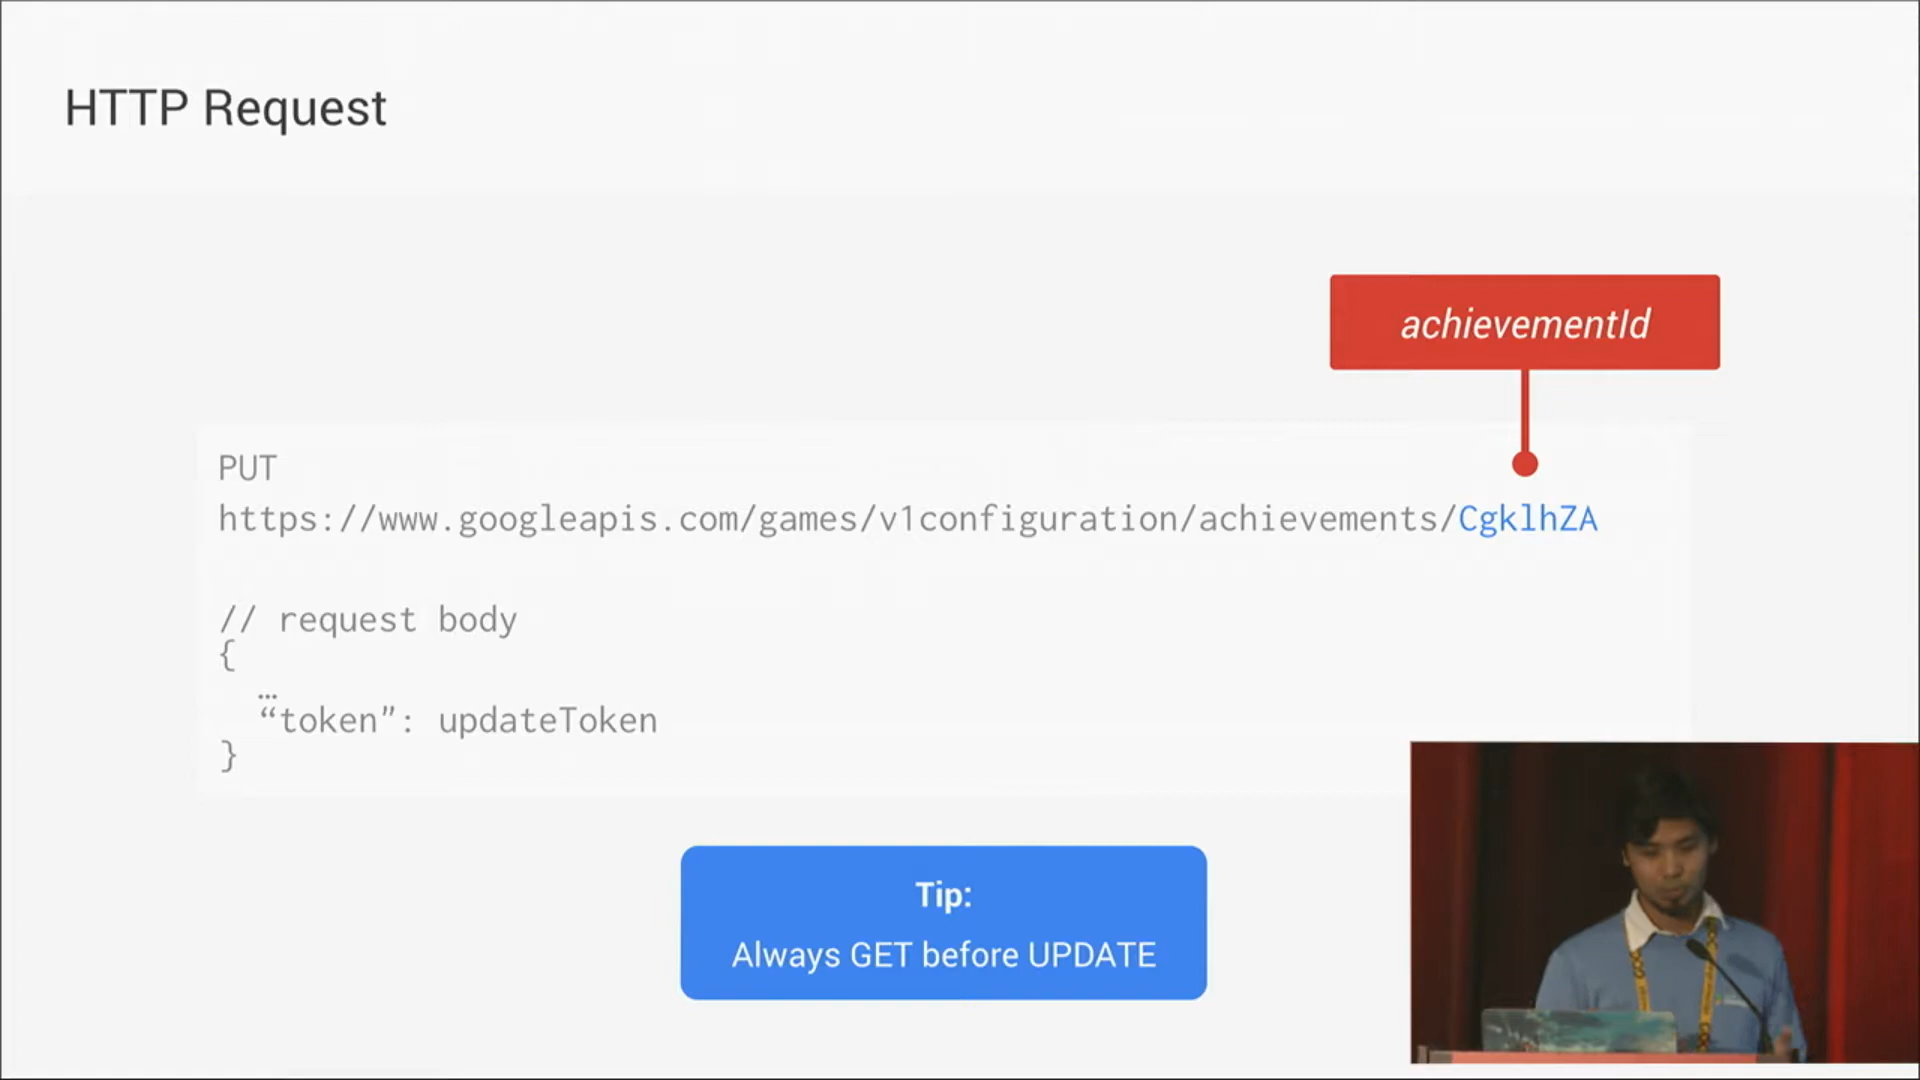 HTTP Request
achievementId
PUT
https://www.googleapis.com/games/v1configuration/achievements/CgklhZA
// request body
{
…
“token”: updateToken
}
Tip:
Always GET before UPDATE